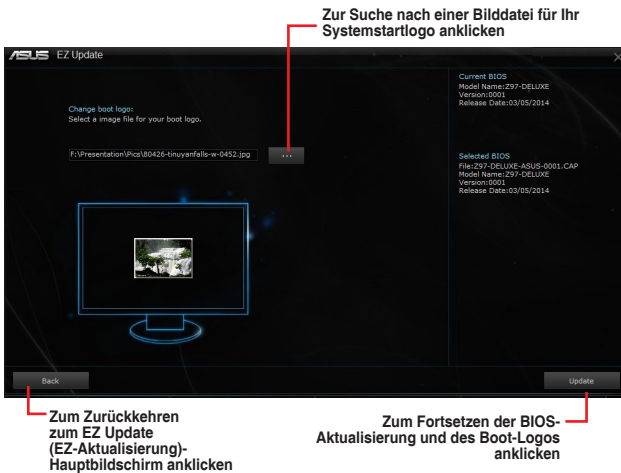 Zur Suche nach einer Bilddatei für Ihr
Systemstartlogo anklicken
ASUS EZ Update
Current BIOS
Model Name:Z97-DELUXE
Version:0001
Release Date:03/05/2014
Change boot logo:
Select a image file for your boot logo.
F:\Presentation\Pics\80426-tinuyanfalls-w-0452.jpg
...
Selected BIOS
File:Z97-DELUXE-ASUS-0001.CAP
Model Name:Z97-DELUXE
Version:0001
Release Date:03/05/2014
Back
Update
Zum Zurückkehren
zum EZ Update
(EZ-Aktualisierung)-
Hauptbildschirm anklicken
Zum Fortsetzen der BIOS-
Aktualisierung und des Boot-Logos
anklicken